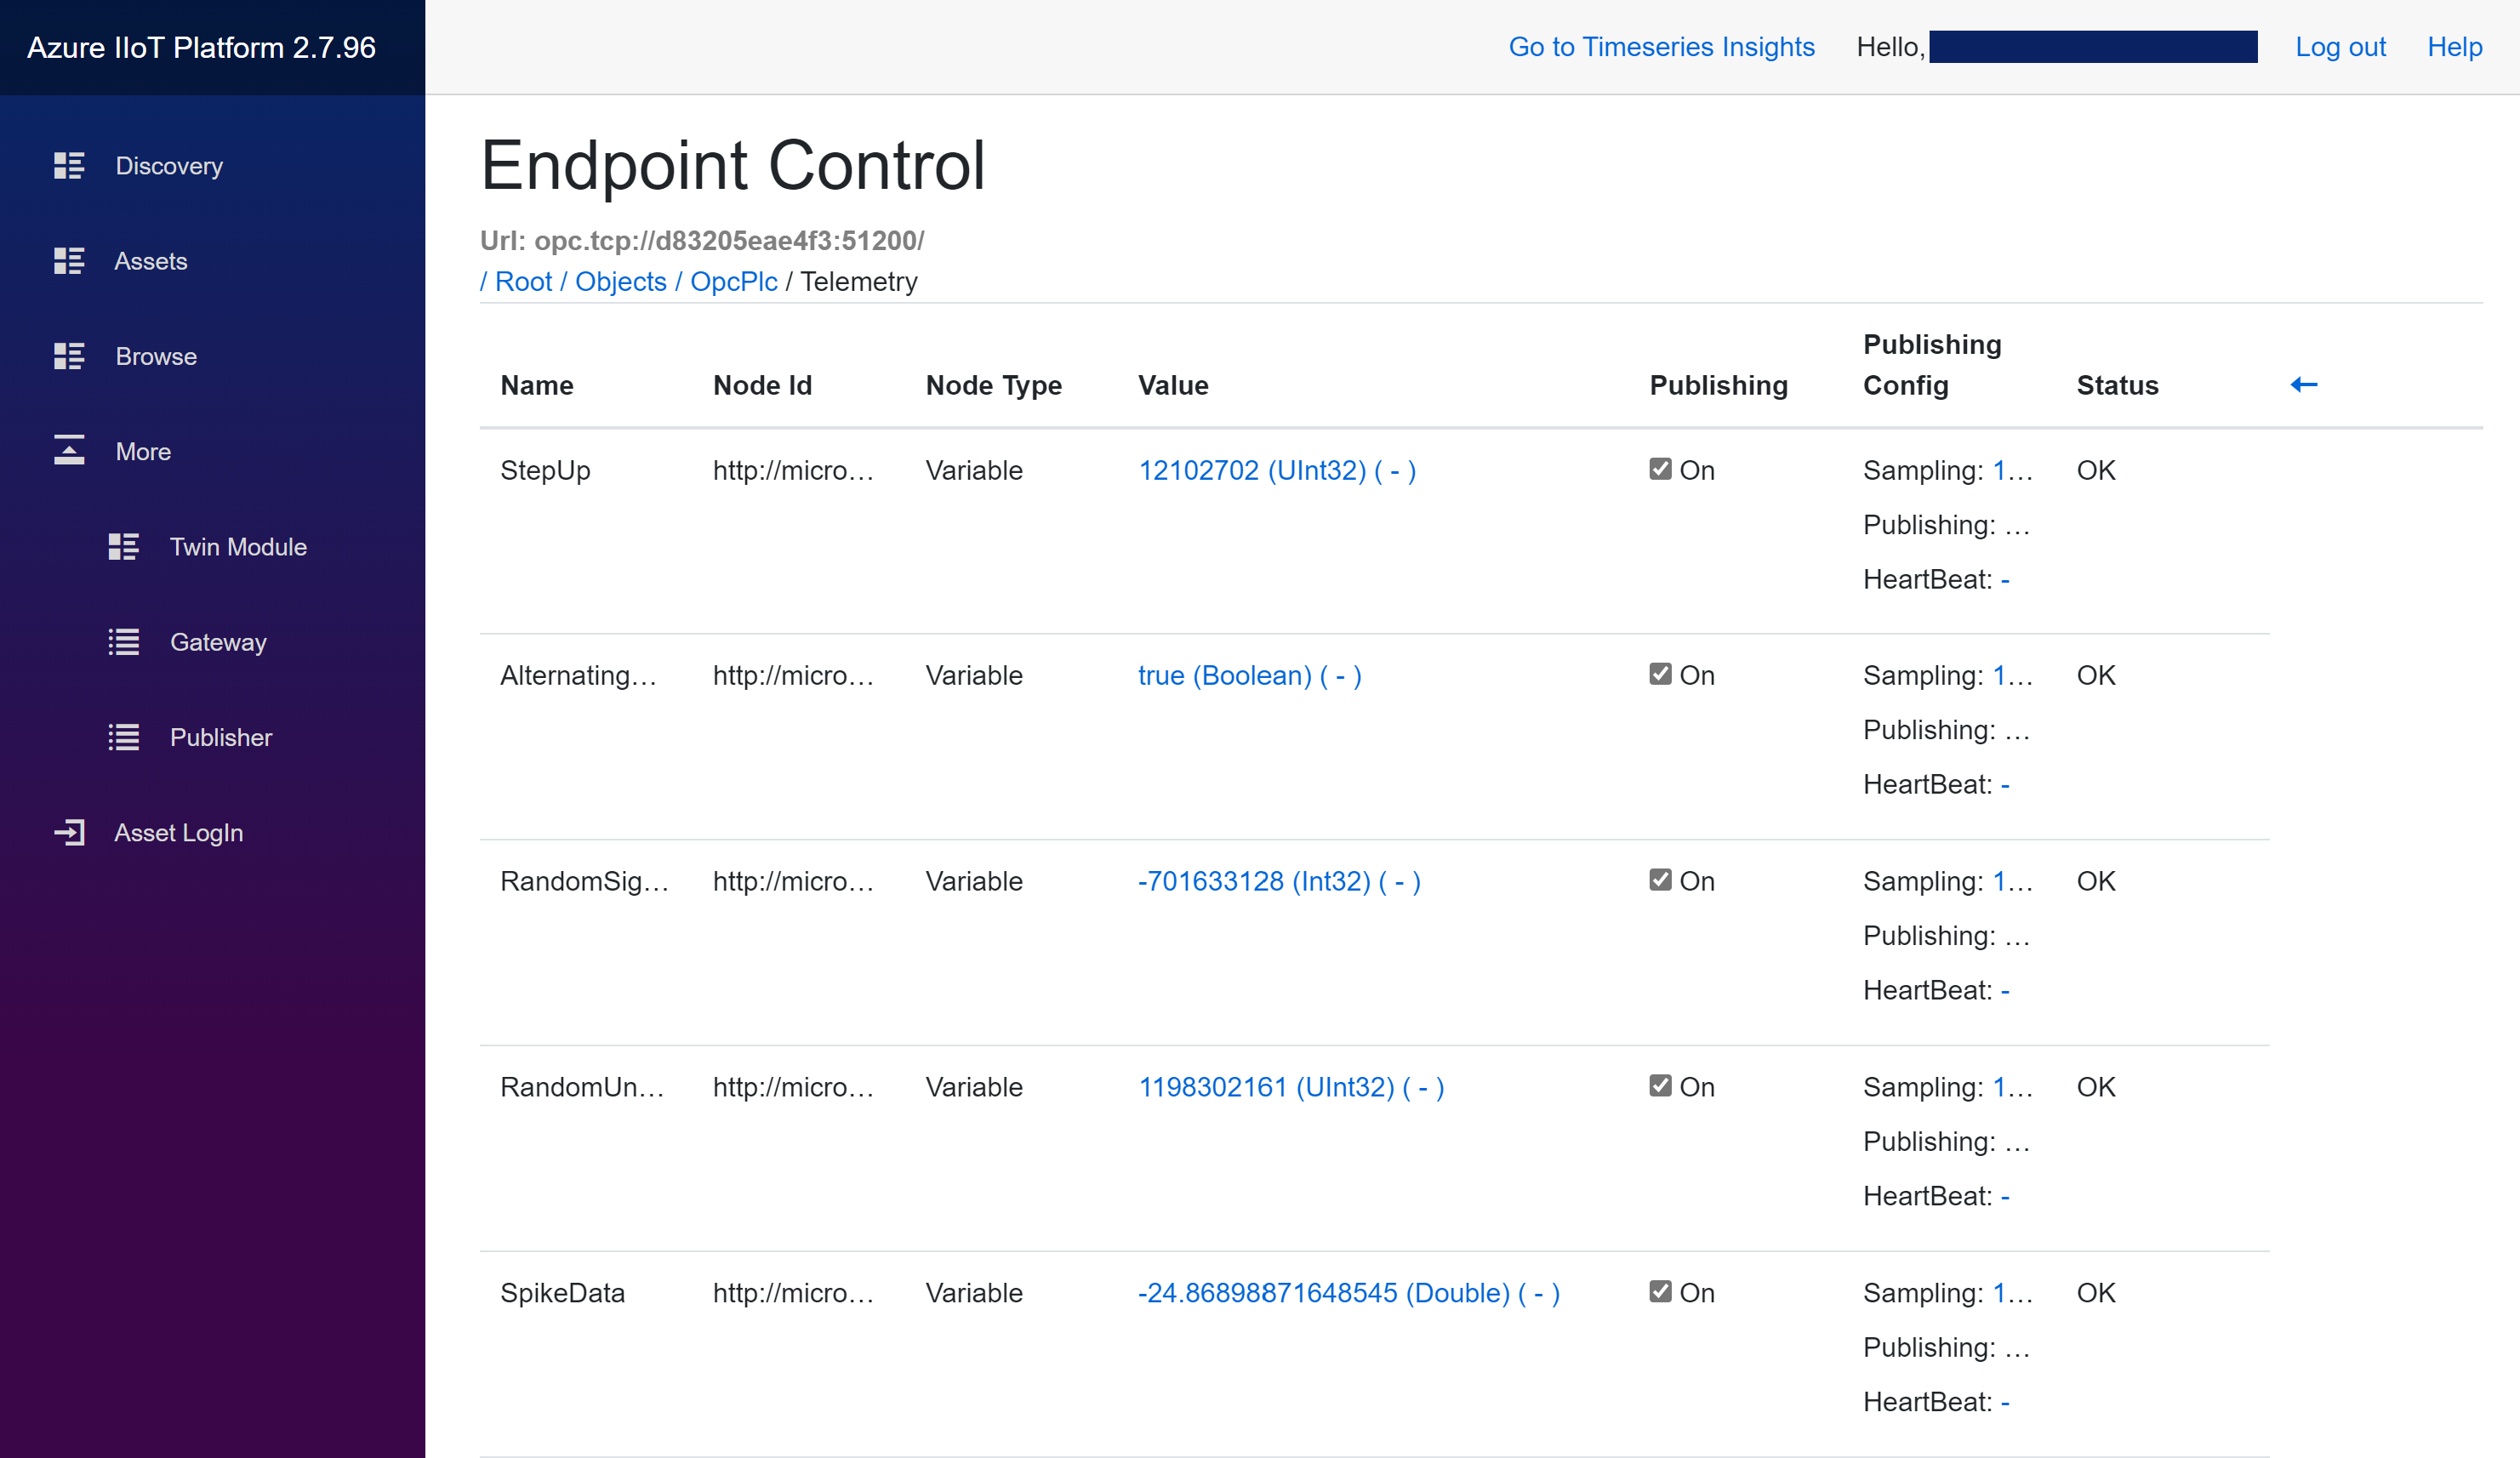 Azure IIoT Platform 2.7.96
Go to Timeseries Insights Hello, Log out Help
Discovery
Assets
Browse
More
Twin Module
Gateway
Publisher
Asset LogIn
Endpoint Control
Url: opc.tcp://d83205eae4f3:51200/
/ Root / Objects / OpcPlc / Telemetry
Name Node Id Node Type Value Publishing Publishing Config Status
StepUp http://micro… Variable 12102702 (UInt32) ( - ) On Sampling: 1… OK
Publishing: …
HeartBeat: -
Alternating… http://micro… Variable true (Boolean) ( - ) On Sampling: 1… OK
Publishing: …
HeartBeat: -
RandomSig… http://micro… Variable -701633128 (Int32) ( - ) On Sampling: 1… OK
Publishing: …
HeartBeat: -
RandomUn… http://micro… Variable 1198302161 (UInt32) ( - ) On Sampling: 1… OK
Publishing: …
HeartBeat: -
SpikeData http://micro… Variable -24.86898871648545 (Double) ( - ) On Sampling: 1… OK
Publishing: …
HeartBeat: -